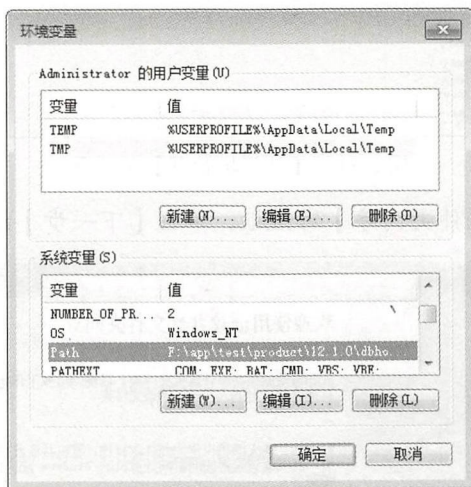 环境变量
Administrator 的用户变量(U)
变量 值
TEMP %USERPROFILE%\AppData\Local\Temp
TMP %USERPROFILE%\AppData\Local\Temp
新建(N)... 编辑(E)... 删除(D)
系统变量(S)
变量 值
NUMBER_OF_PR... 2
OS Windows_NT
Path F:\app\test\product\12.1.0\dbho...
PATHEXT .COM;.EXE;.BAT;.CMD;.VBS;.VBE;
新建(W)... 编辑(I)... 删除(L)
确定 取消